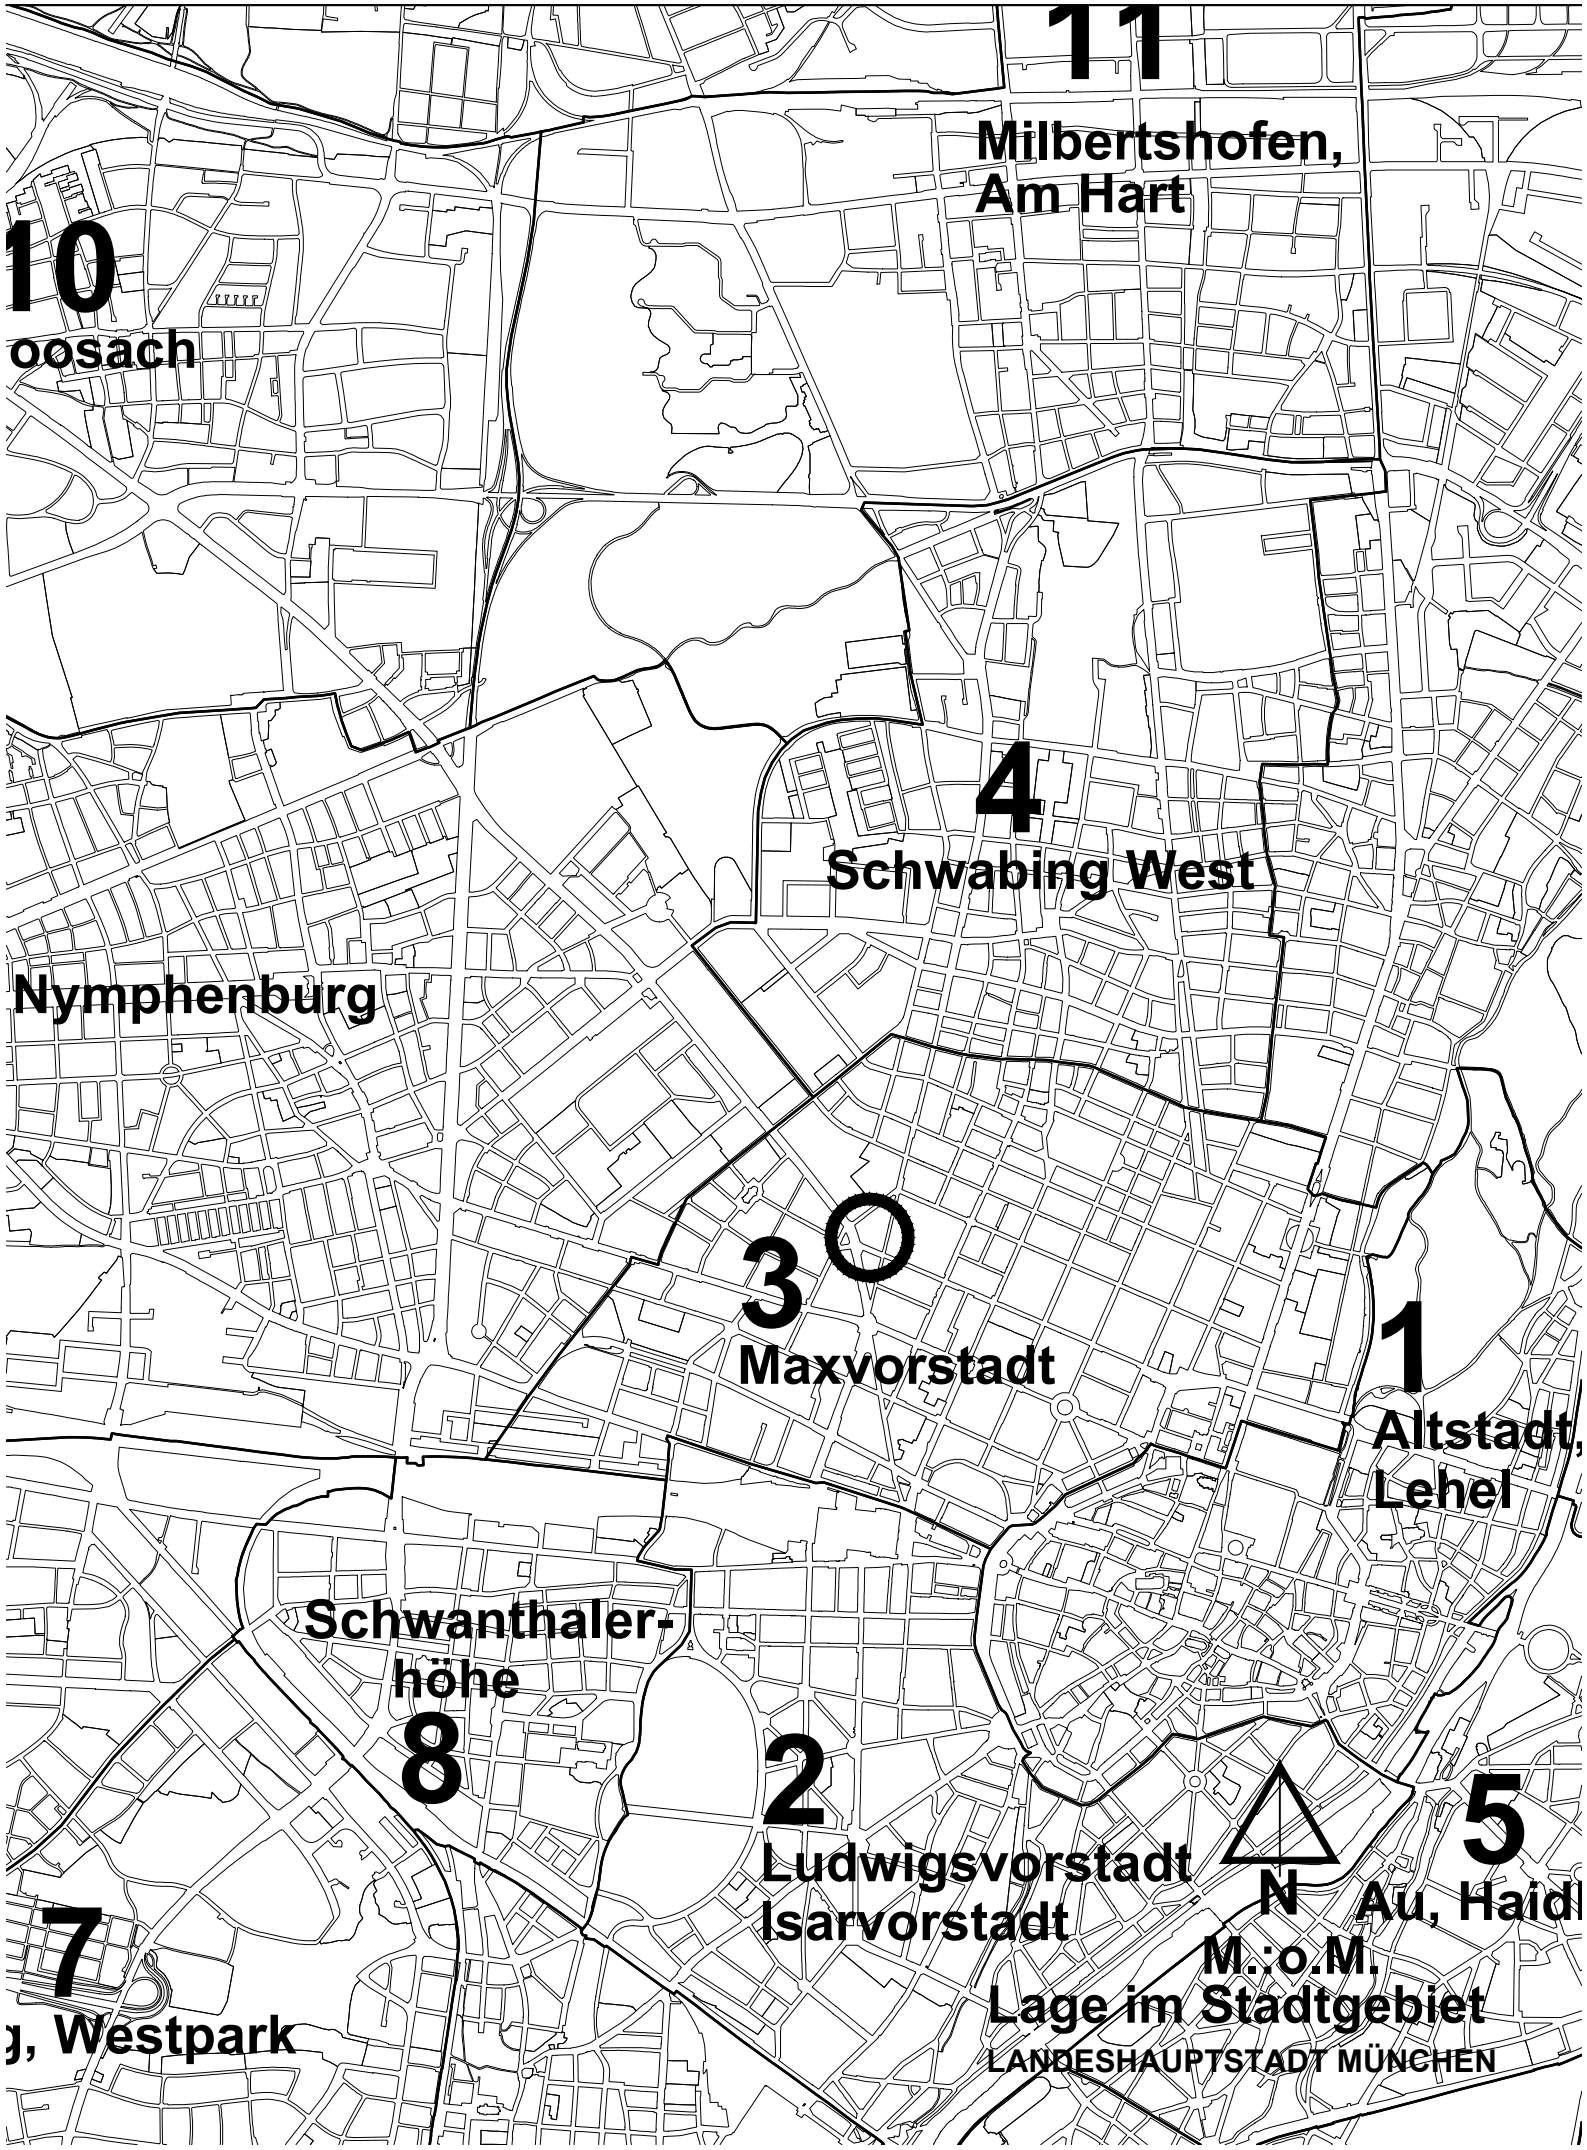 11
Milbertshofen,
Am Hart
10
oosach
4
Schwabing West
Nymphenburg
3
Maxvorstadt
1
Altstadt,
Lehel
Schwanthaler-
höhe
8
2
Ludwigsvorstadt
Isarvorstadt
5
Au, Haidh
7
g, Westpark
N
M.:o.M.
Lage im Stadtgebiet
LANDESHAUPTSTADT MÜNCHEN